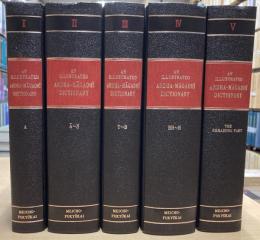 I
AN
ILLUSTRATED
ARDHA-MĀGADHĪ
DICTIONARY
A
MEICHO-
FUKYŪKAI
II
AN
ILLUSTRATED
ARDHA-MĀGADHĪ
DICTIONARY
MEICHO-
FUKYŪKAI
III
AN
ILLUSTRATED
ARDHA-MĀGADHĪ
DICTIONARY
MEICHO-
FUKYŪKAI
IV
AN
ILLUSTRATED
ARDHA-MĀGADHĪ
DICTIONARY
BH-H
MEICHO-
FUKYŪKAI
V
AN
ILLUSTRATED
ARDHA-MĀGADHĪ
DICTIONARY
THE
REMAINING PART
MEICHO-
FUKYŪKAI